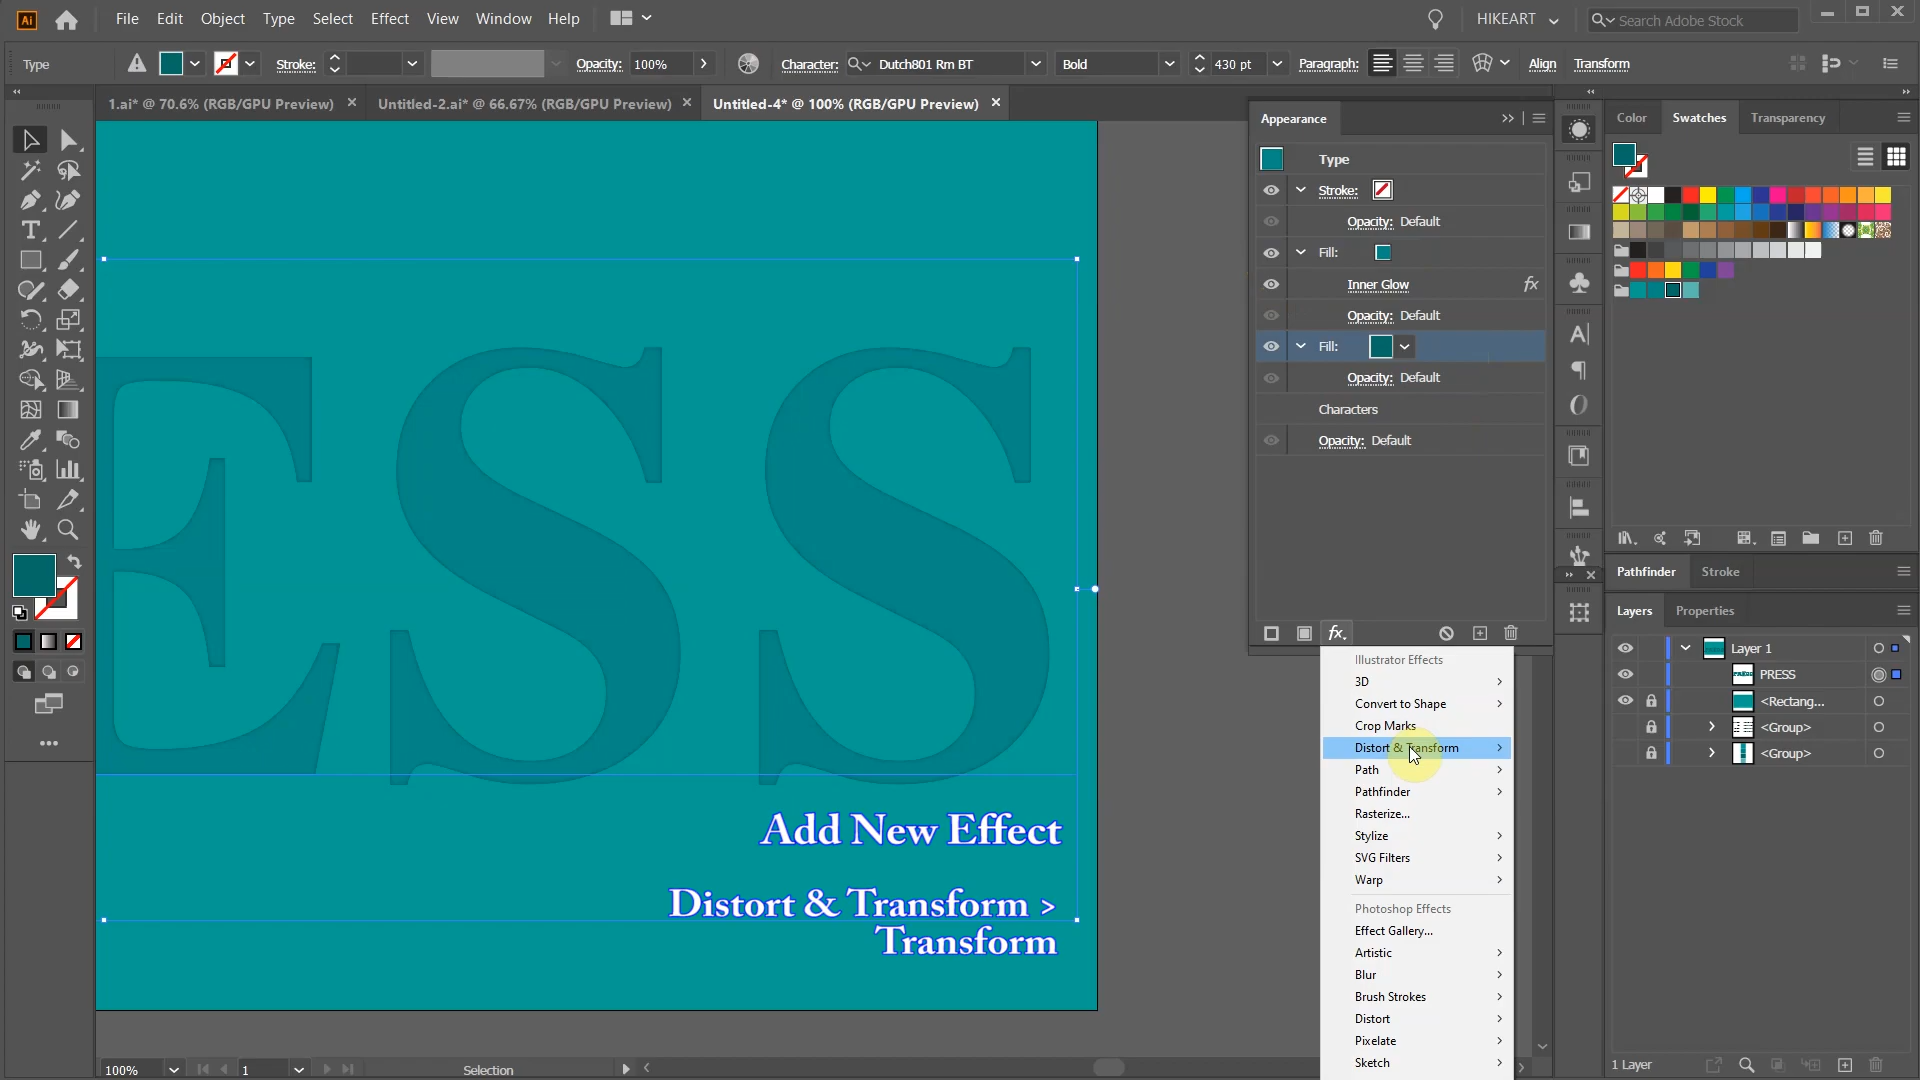 Ai File Edit Object Type Select Effect View Window Help HIKEART Search Adobe Stock
Type Stroke: Opacity: 100% Character: Dutch801 Rm BT Bold 430 pt Paragraph: Align Transform
1.ai* @ 70.6% (RGB/GPU Preview) Untitled-2.ai* @ 66.67% (RGB/GPU Preview) Untitled-4* @ 100% (RGB/GPU Preview)
Appearance
Type
Stroke:
Opacity: Default
Fill:
Inner Glow fx
Opacity: Default
Fill:
Opacity: Default
Characters
Opacity: Default
fx.
Illustrator Effects
3D
Convert to Shape
Crop Marks
Distort & Transform
Path
Pathfinder
Rasterize...
Stylize
SVG Filters
Warp
Photoshop Effects
Effect Gallery...
Artistic
Blur
Brush Strokes
Distort
Pixelate
Sketch
ESS
Add New Effect
Distort & Transform >
Transform
Color Swatches Transparency
Pathfinder Stroke
Layers Properties
Layer 1
PRESS
<Rectang...
<Group>
<Group>
1 Layer
100% 1 Selection